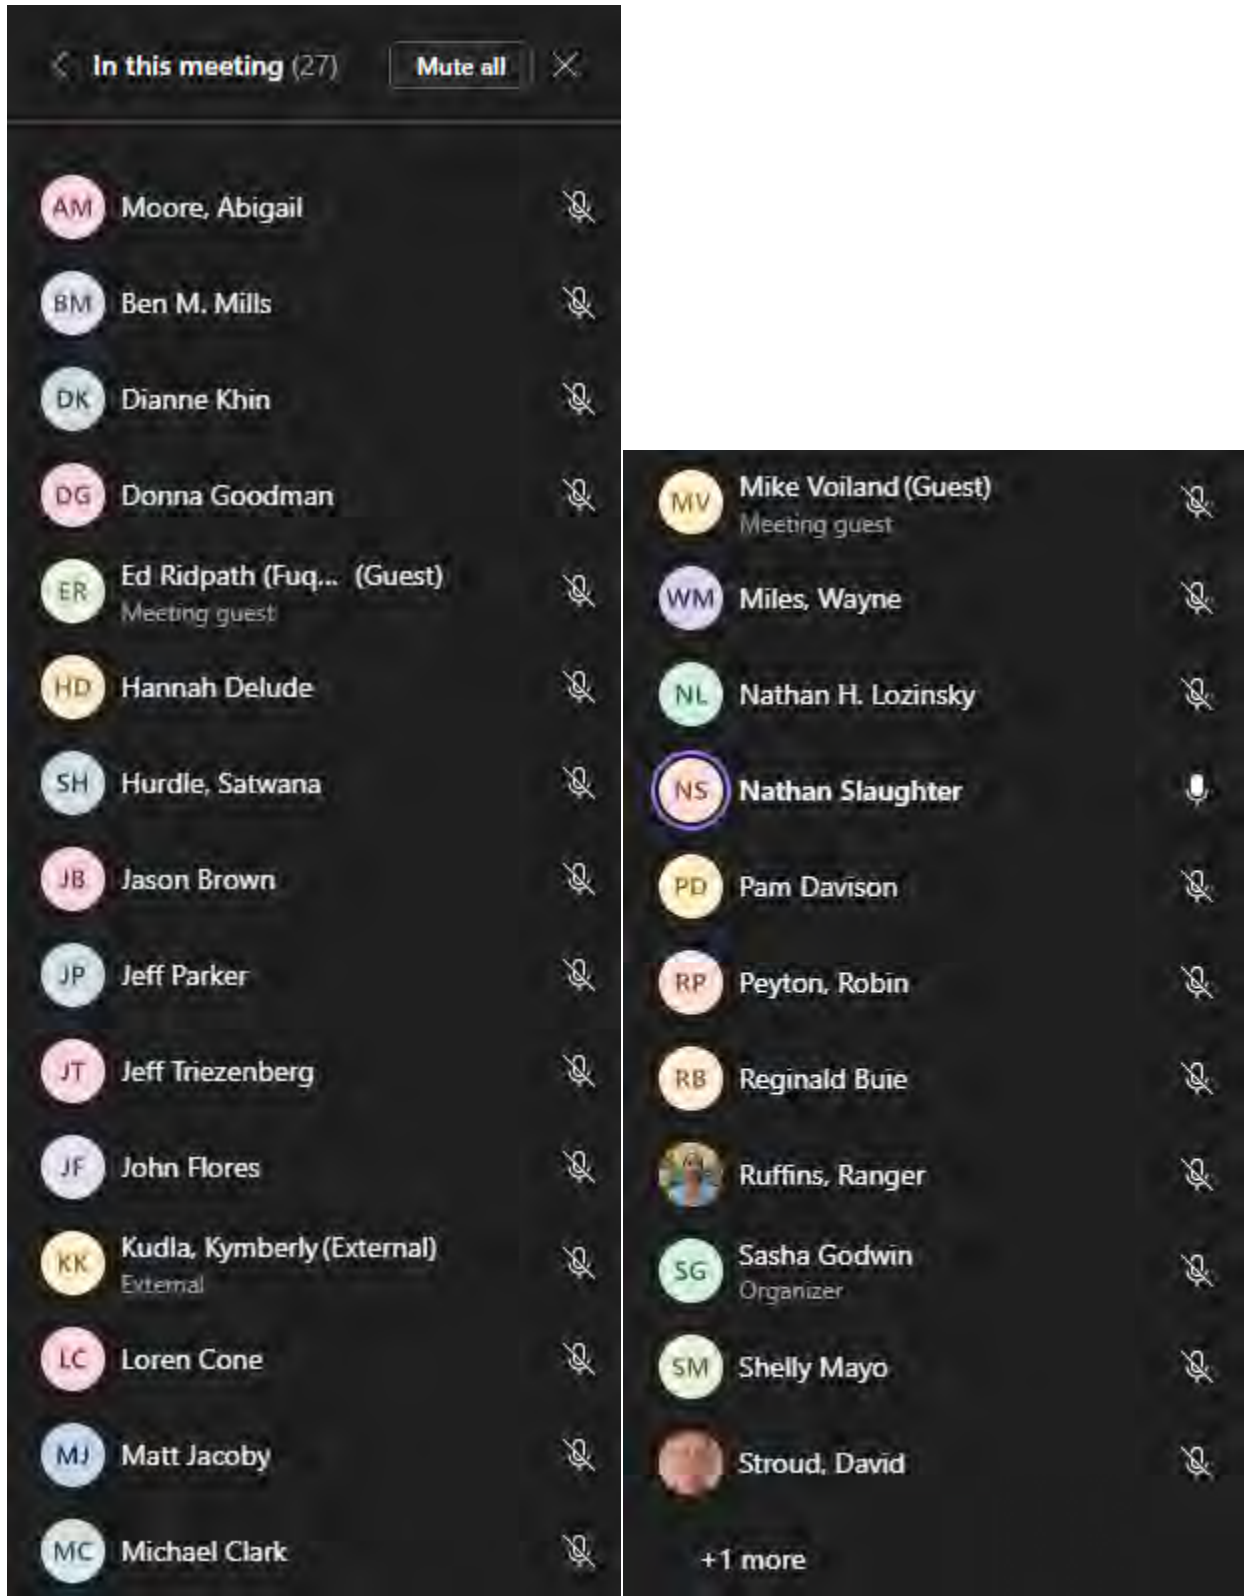 In this meeting (27) Mute all
AM Moore, Abigail
BM Ben M. Mills
DK Dianne Khin
DG Donna Goodman
ER Ed Ridpath (Fuq... (Guest)
Meeting guest
HD Hannah Delude
SH Hurdle, Satwana
JB Jason Brown
JP Jeff Parker
JT Jeff Triezenberg
JF John Flores
KK Kudla, Kymberly (External)
External
LC Loren Cone
MJ Matt Jacoby
MC Michael Clark
MV Mike Voiland (Guest)
Meeting guest
WM Miles, Wayne
NL Nathan H. Lozinsky
NS Nathan Slaughter
PD Pam Davison
RP Peyton, Robin
RB Reginald Buie
Ruffins, Ranger
SG Sasha Godwin
Organizer
SM Shelly Mayo
Stroud, David
+1 more